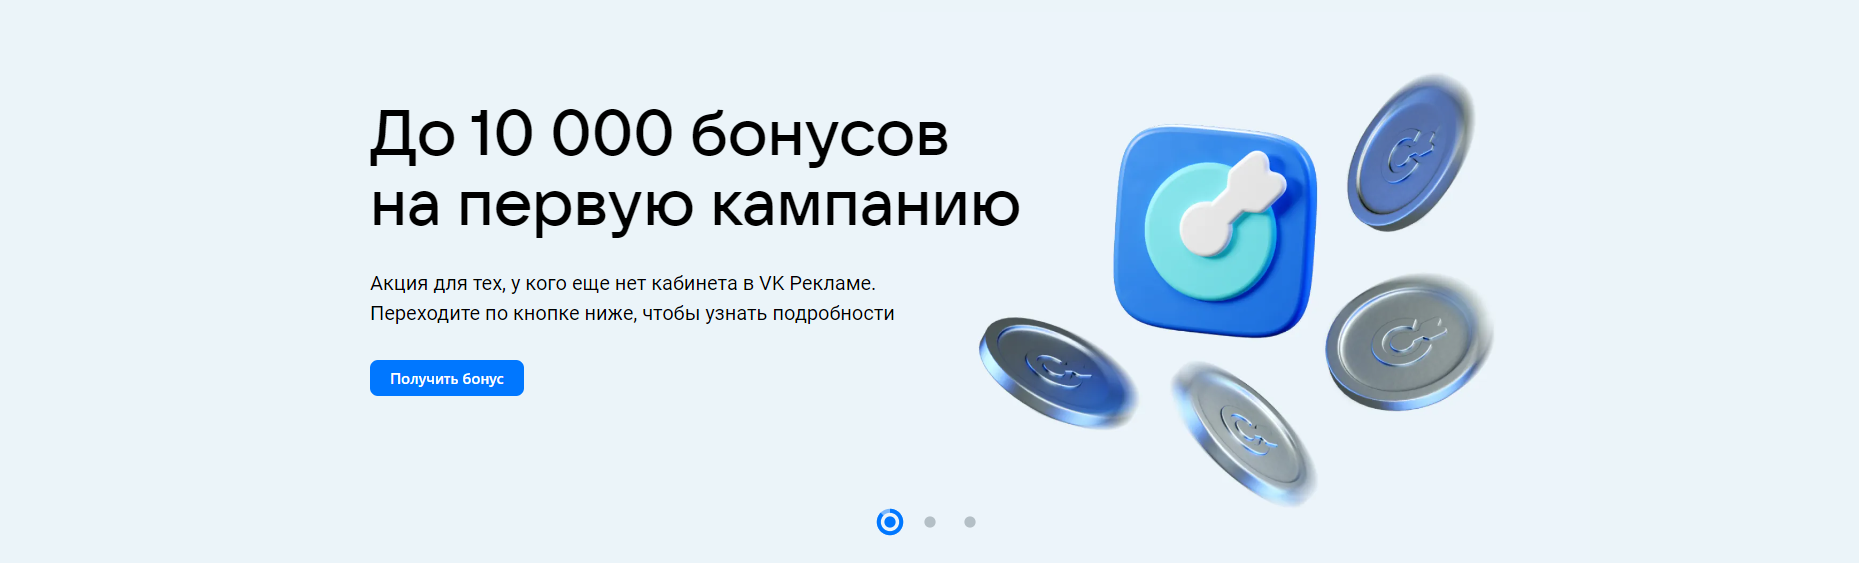 До 10 000 бонусов
на первую кампанию
Акция для тех, у кого еще нет кабинета в VK Рекламе.
Переходите по кнопке ниже, чтобы узнать подробности
Получить бонус